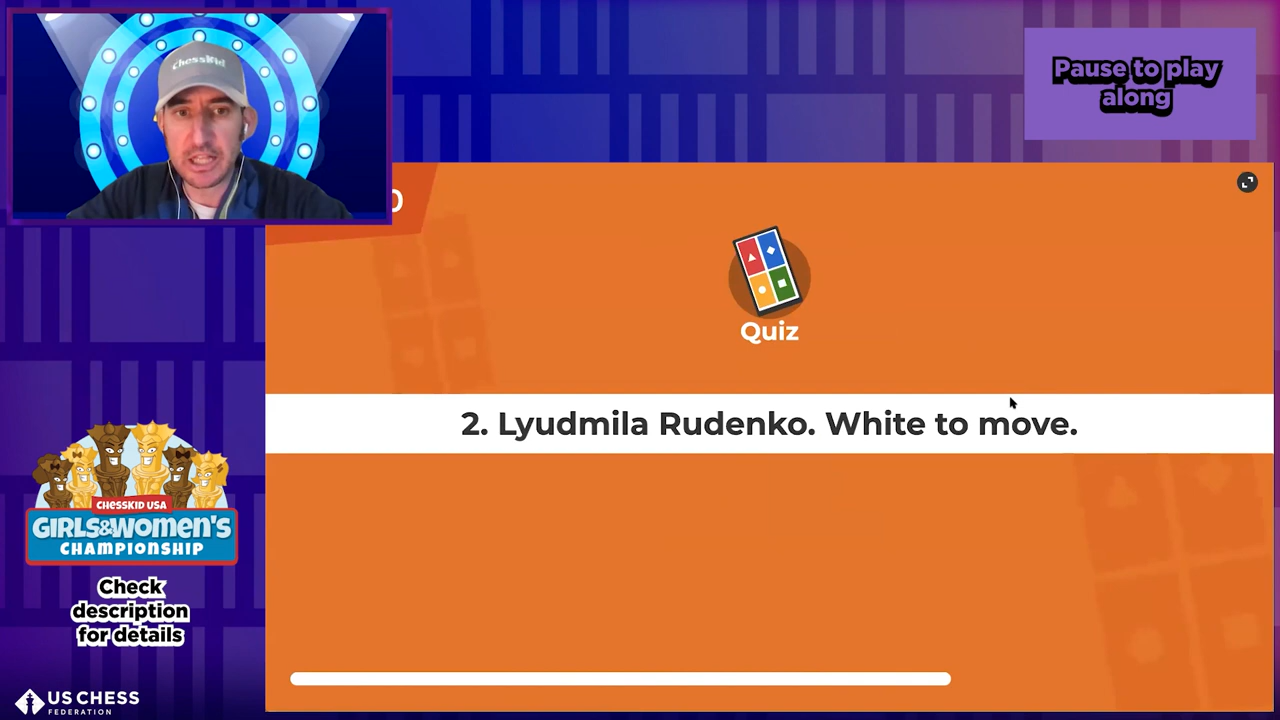 ChessKid
Pause to play
along
Quiz
2. Lyudmila Rudenko. White to move.
CHESSKID USA
GIRLS&WOMEN'S
CHAMPIONSHIP
Check
description
for details
US CHESS
FEDERATION